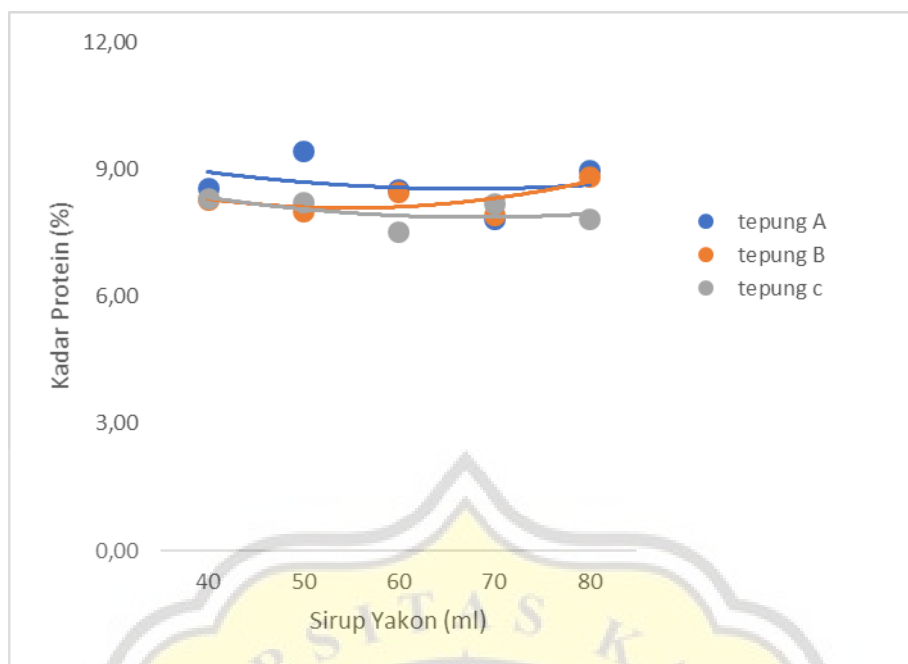 12,00
9,00
6,00
3,00
0,00
Kadar Protein (%)
40 50 60 70 80
Sirup Yakon (ml)
tepung A
tepung B
tepung c
RSITAS K